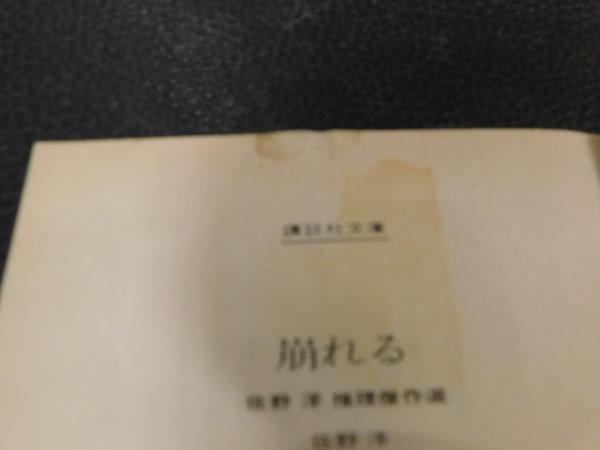 講談社文庫
崩れる
佐野 洋 推理傑作選
佐野 洋